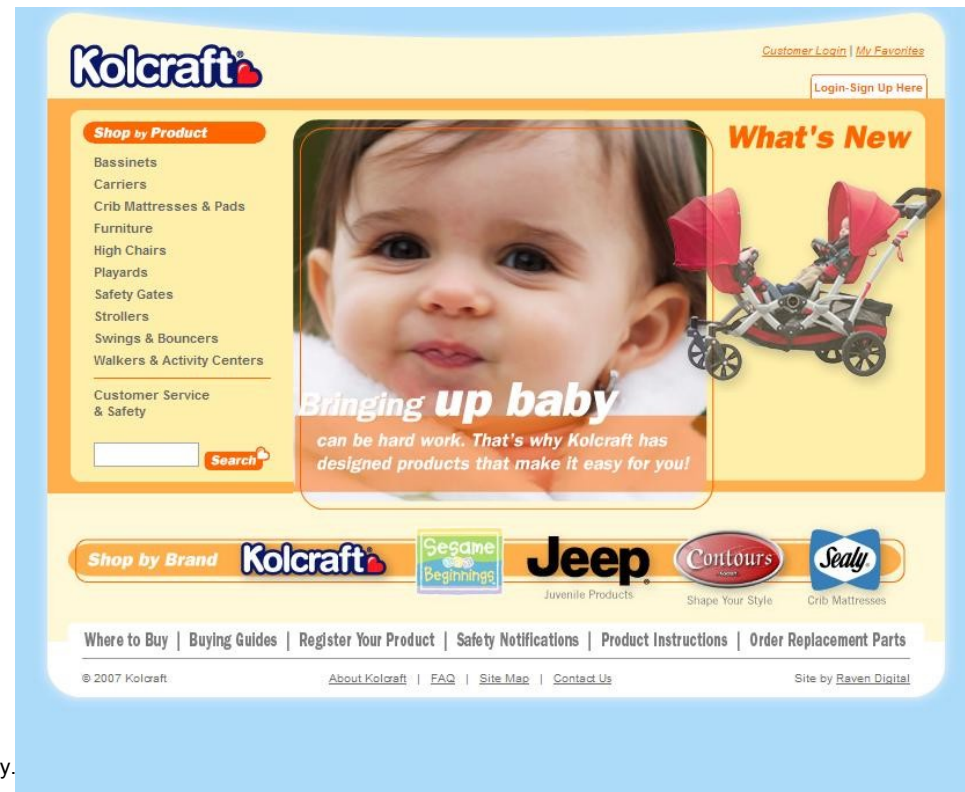 Kolcraft
Customer Login | My Favorites
Login-Sign Up Here
Shop by Product
Bassinets
Carriers
Crib Mattresses & Pads
Furniture
High Chairs
Playards
Safety Gates
Strollers
Swings & Bouncers
Walkers & Activity Centers
Customer Service
& Safety
Search
What's New
Bringing up baby
can be hard work. That's why Kolcraft has
designed products that make it easy for you!
Shop by Brand
Kolcraft
Sesame
Beginnings
Jeep
Juvenile Products
Contours
Shape Your Style
Sealy
Crib Mattresses
Where to Buy | Buying Guides | Register Your Product | Safety Notifications | Product Instructions | Order Replacement Parts
© 2007 Kolcraft
About Kolcraft | FAQ | Site Map | Contact Us
Site by Raven Digital
y.